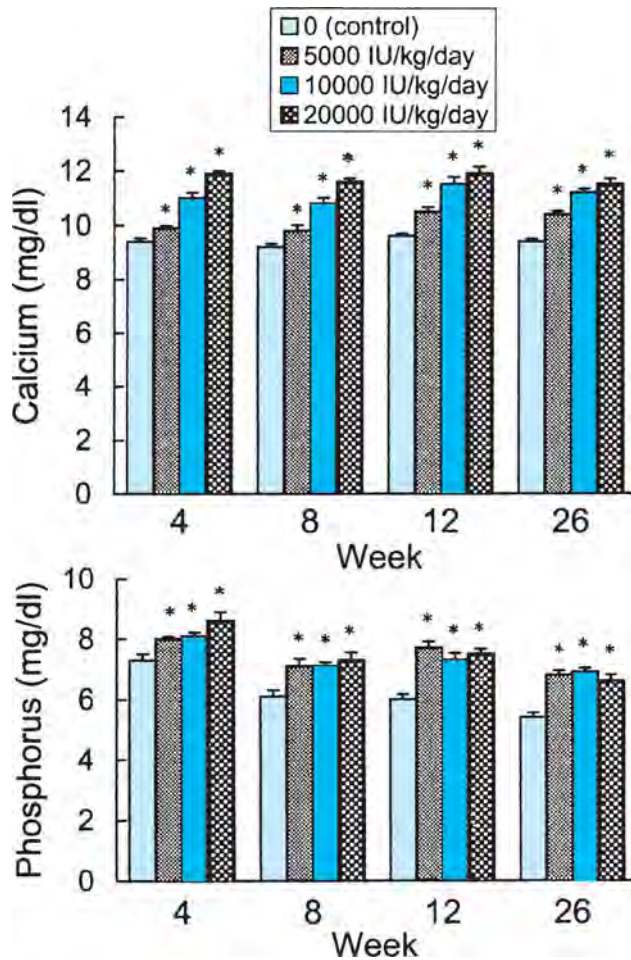 0 (control)
5000 IU/kg/day
10000 IU/kg/day
20000 IU/kg/day
Calcium (mg/dl)
14
12
10
8
6
4
2
0
* * * * * * * * * * * *
4 8 12 26
Week
Phosphorus (mg/dl)
10
8
6
4
2
0
* * * * * * * * * * * *
4 8 12 26
Week